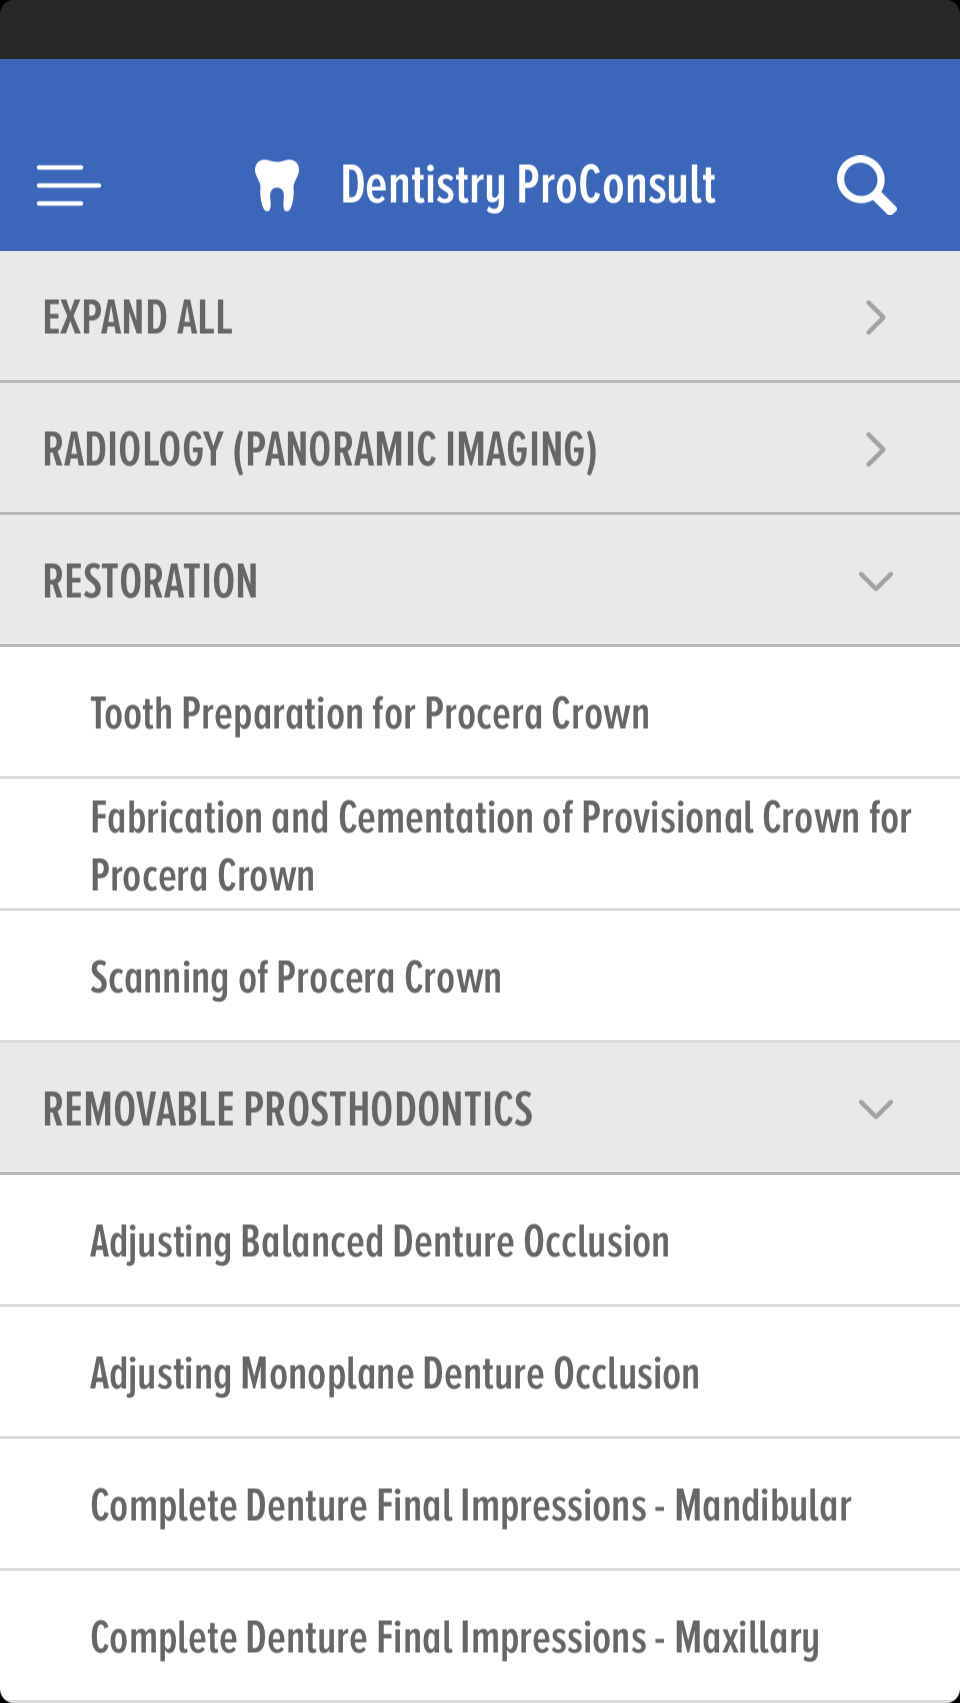 Dentistry ProConsult
EXPAND ALL
RADIOLOGY (PANORAMIC IMAGING)
RESTORATION
Tooth Preparation for Procera Crown
Fabrication and Cementation of Provisional Crown for
Procera Crown
Scanning of Procera Crown
REMOVABLE PROSTHODONTICS
Adjusting Balanced Denture Occlusion
Adjusting Monoplane Denture Occlusion
Complete Denture Final Impressions - Mandibular
Complete Denture Final Impressions - Maxillary